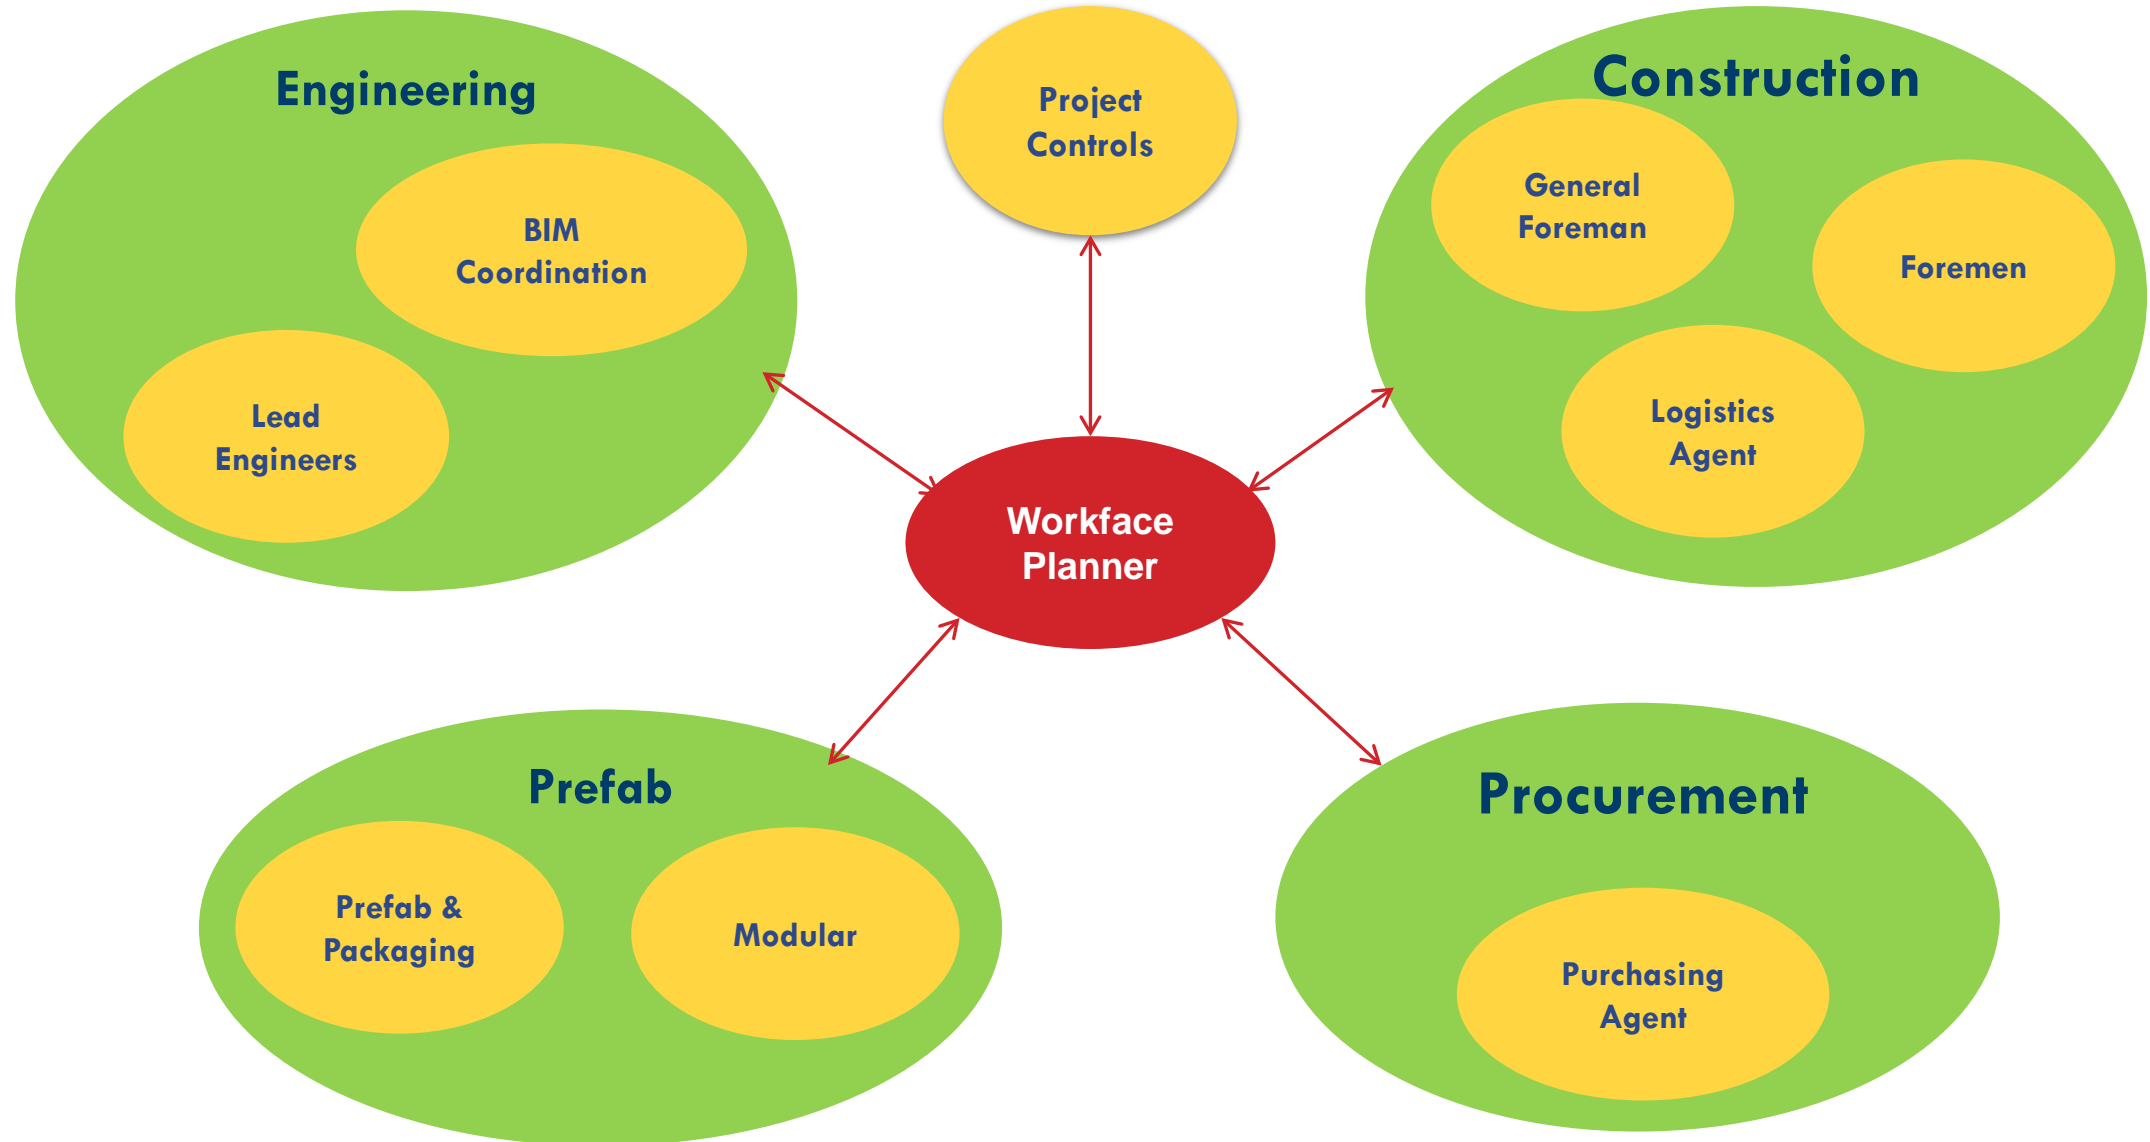 Engineering
BIM
Coordination
Lead
Engineers
Project
Controls
Construction
General
Foreman
Foremen
Logistics
Agent
Workface
Planner
Prefab
Prefab &
Packaging
Modular
Procurement
Purchasing
Agent